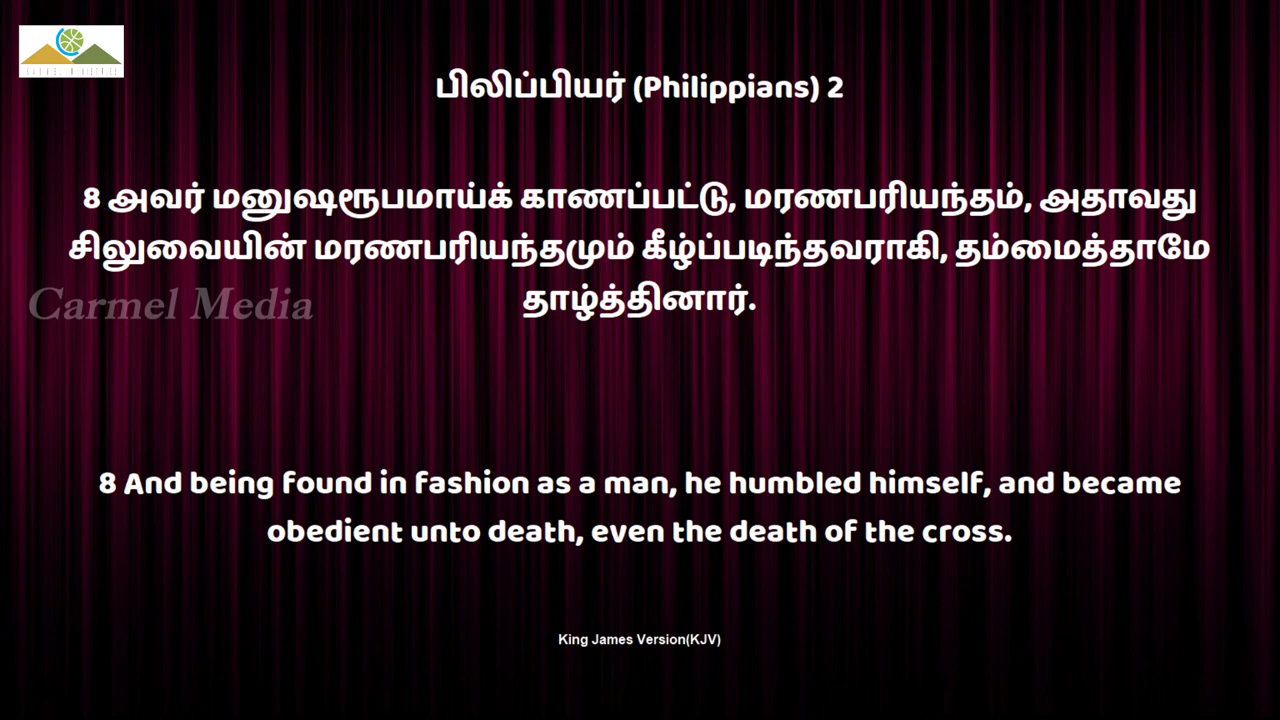 பிலிப்பியர் (Philippians) 2
8 அவர் மனுஷரூபமாய்க் காணப்பட்டு, மரணபரியந்தம், அதாவது
சிலுவையின் மரணபரியந்தமும் கீழ்ப்படிந்தவராகி, தம்மைத்தாமே
தாழ்த்தினார்.
Carmel Media
8 And being found in fashion as a man, he humbled himself, and became
obedient unto death, even the death of the cross.
King James Version(KJV)